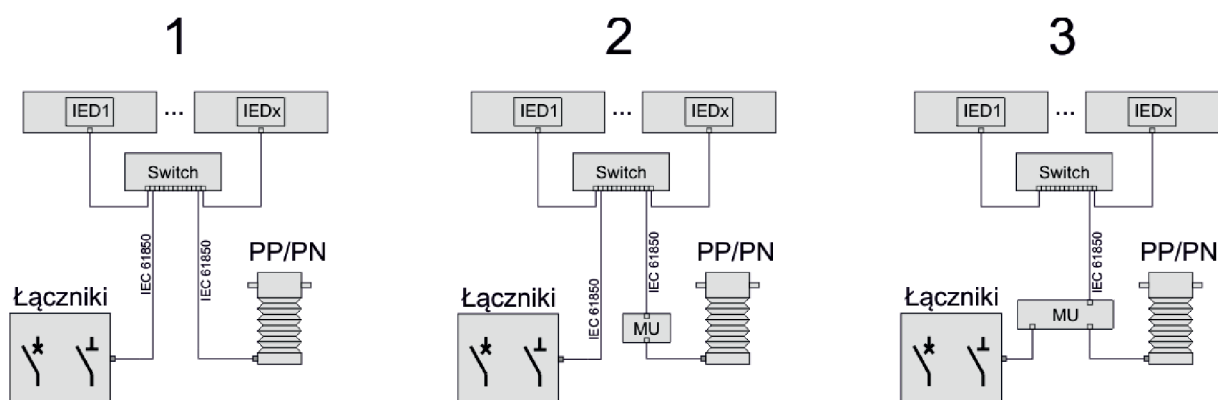 1
IED1 ... IEDx
Switch
IEC 61850
IEC 61850
PP/PN
Łączniki
2
IED1 ... IEDx
Switch
IEC 61850
IEC 61850
PP/PN
Łączniki
MU
3
IED1 ... IEDx
Switch
IEC 61850
PP/PN
Łączniki
MU